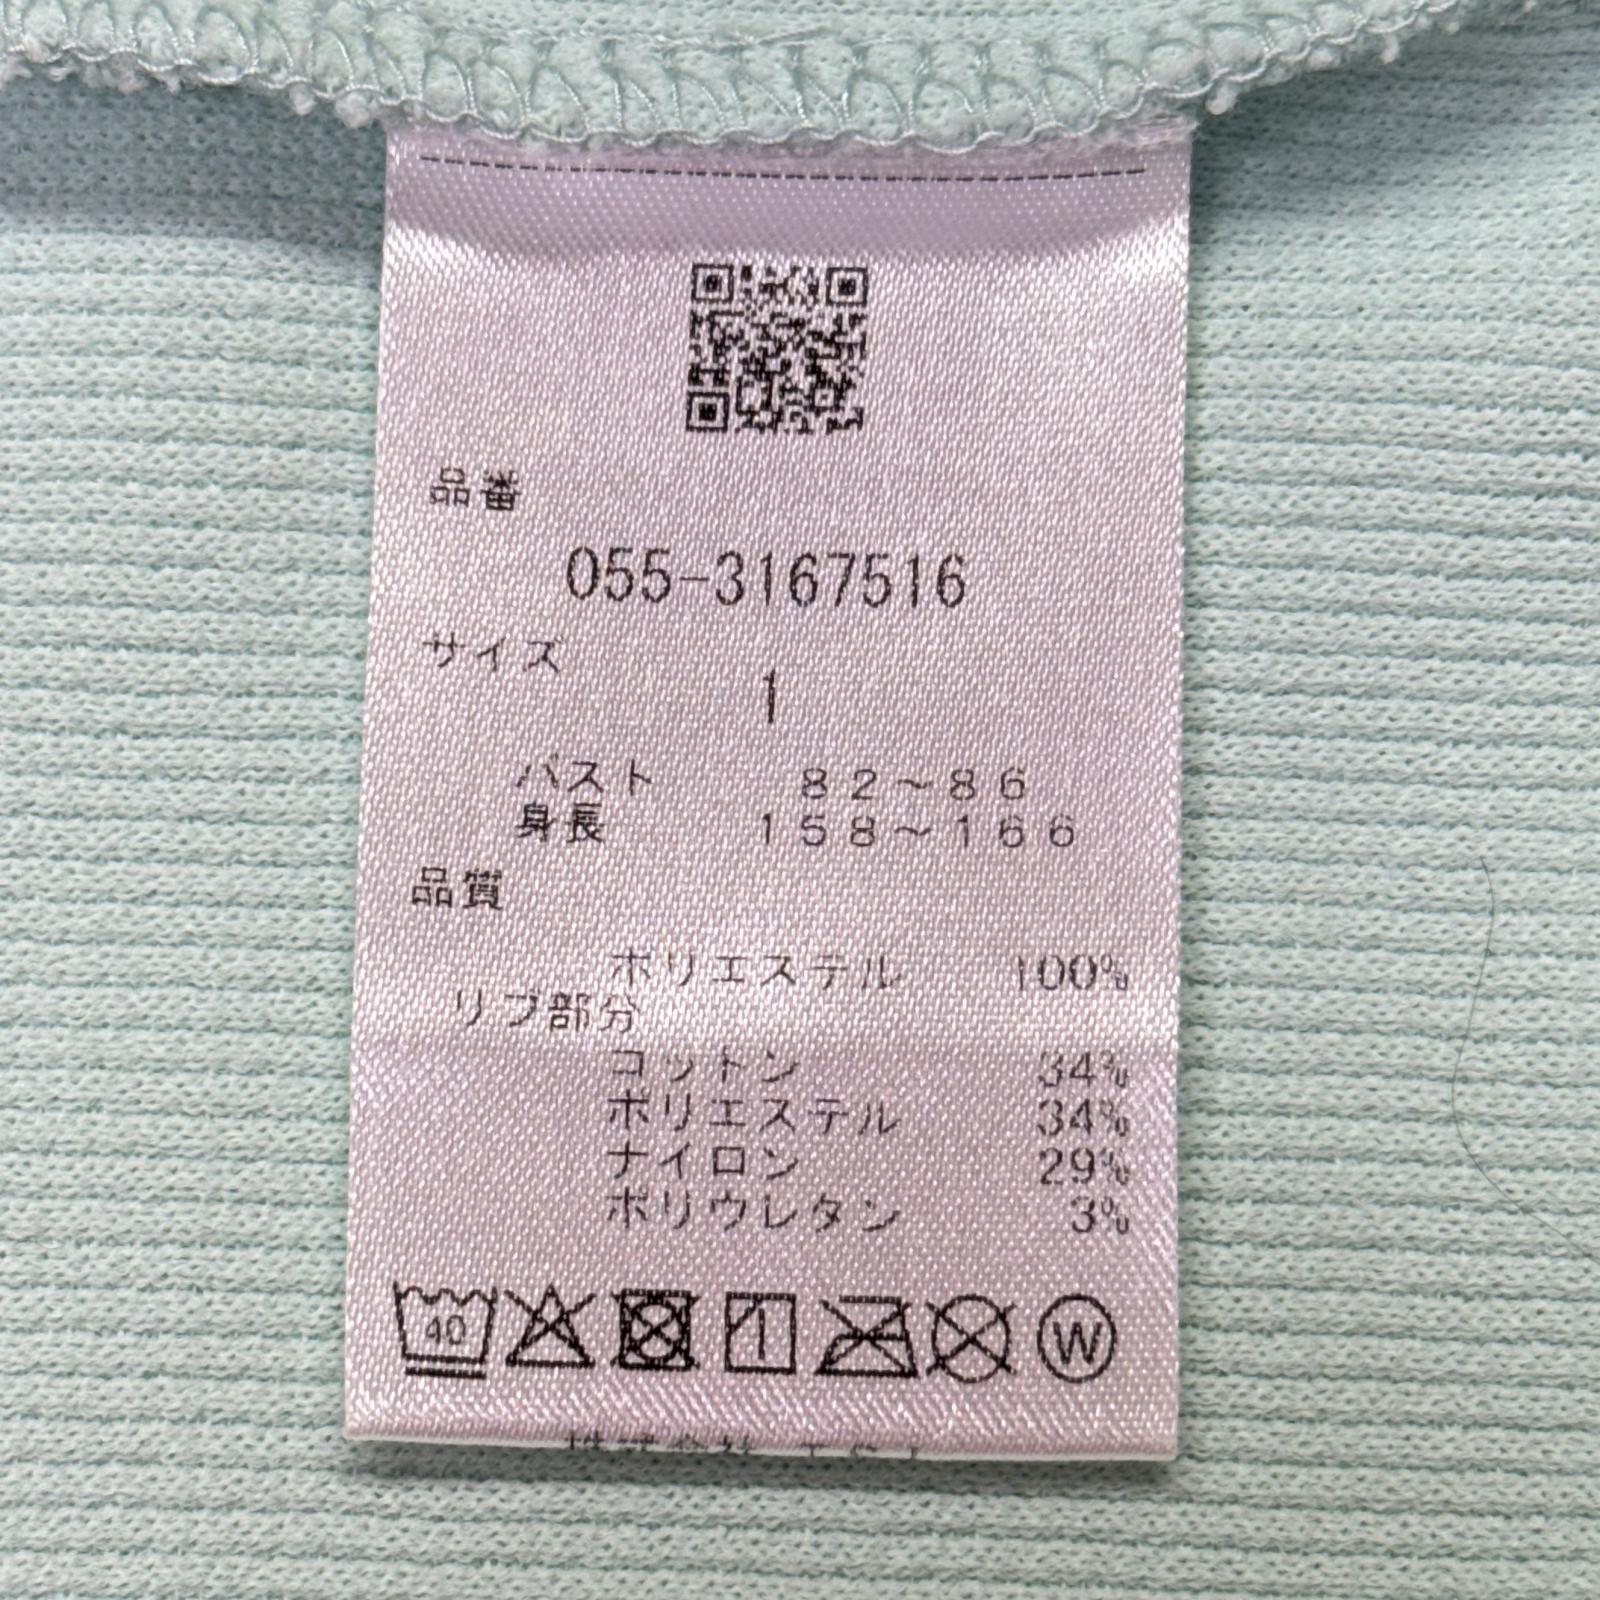 品番
055-3167516
サイズ
1
バスト 82～86
身長 158～166
品質
ポリエステル 100%
リブ部分
コットン 34%
ポリエステル 34%
ナイロン 29%
ポリウレタン 3%
40 1 W